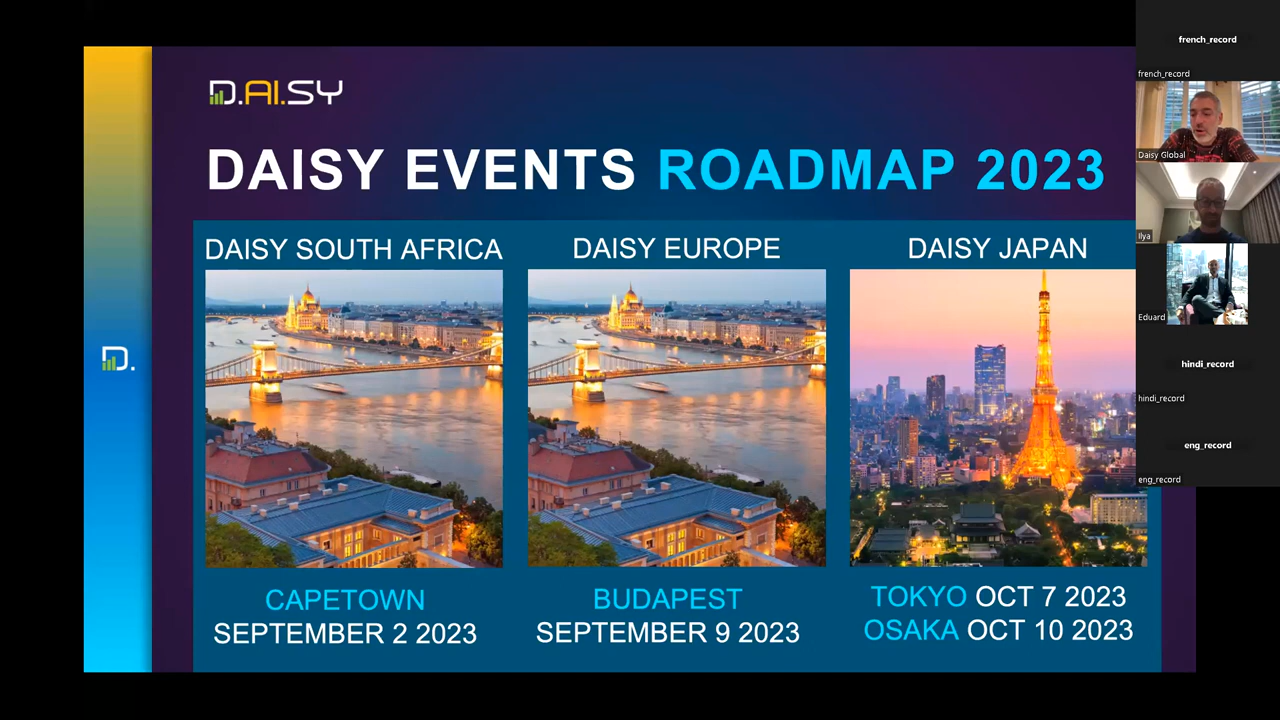 D.AI.SY
DAISY EVENTS ROADMAP 2023
DAISY SOUTH AFRICA
DAISY EUROPE
DAISY JAPAN
CAPETOWN
SEPTEMBER 2 2023
BUDAPEST
SEPTEMBER 9 2023
TOKYO OCT 7 2023
OSAKA OCT 10 2023
D.
french_record
french_record
Daisy Global
Ilya
Eduard
hindi_record
hindi_record
eng_record
eng_record